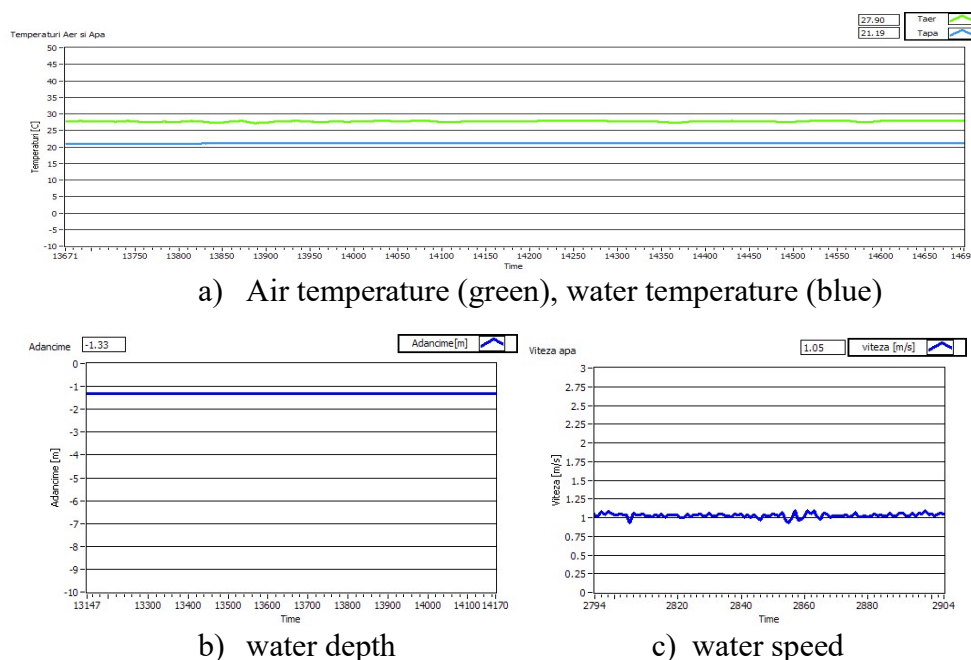 27.90 Taer
Temperaturi Aer si Apa 21.19 Tapa
50
45
40
35
30
25
20
15
10
5
0
-5
-10
Temperaturi [C]
13671 13750 13800 13850 13900 13950 14000 14050 14100 14150 14200 14250 14300 14350 14400 14450 14500 14550 14600 14650 1469
Time
a) Air temperature (green), water temperature (blue)
Adancime -1.33 Adancime[m]
0
-1
-2
-3
-4
-5
-6
-7
-8
-9
-10
Adancime [m]
13147 13300 13400 13500 13600 13700 13800 13900 14000 14100 14170
Time
b) water depth
Viteza apa 1.05 viteza [m/s]
3
2.75
2.5
2.25
2
1.75
1.5
1.25
1
0.75
0.5
0.25
0
Viteza [m/s]
2794 2820 2840 2860 2880 2904
Time
c) water speed